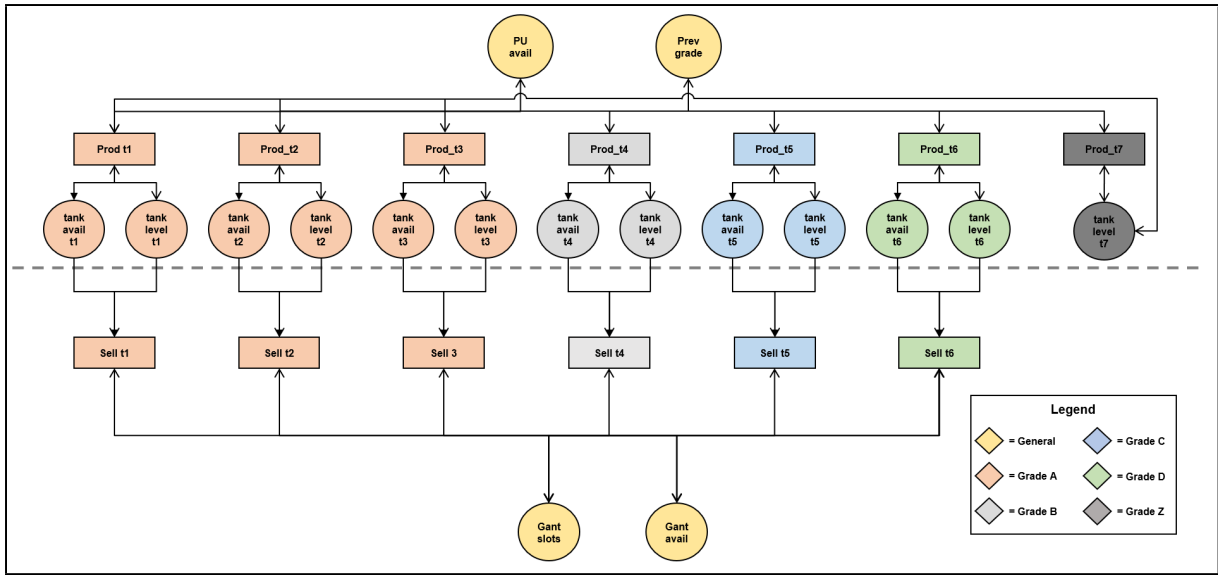 PU
avail
Prev
grade
Prod t1
Prod_t2
Prod_t3
Prod_t4
Prod_t5
Prod_t6
Prod_t7
tank
avail
t1
tank
level
t1
tank
avail
t2
tank
level
t2
tank
avail
t3
tank
level
t3
tank
avail
t4
tank
level
t4
tank
avail
t5
tank
level
t5
tank
avail
t6
tank
level
t6
tank
level
t7
Sell t1
Sell t2
Sell 3
Sell t4
Sell t5
Sell t6
Gant
slots
Gant
avail
Legend
= General
= Grade C
= Grade A
= Grade D
= Grade B
= Grade Z